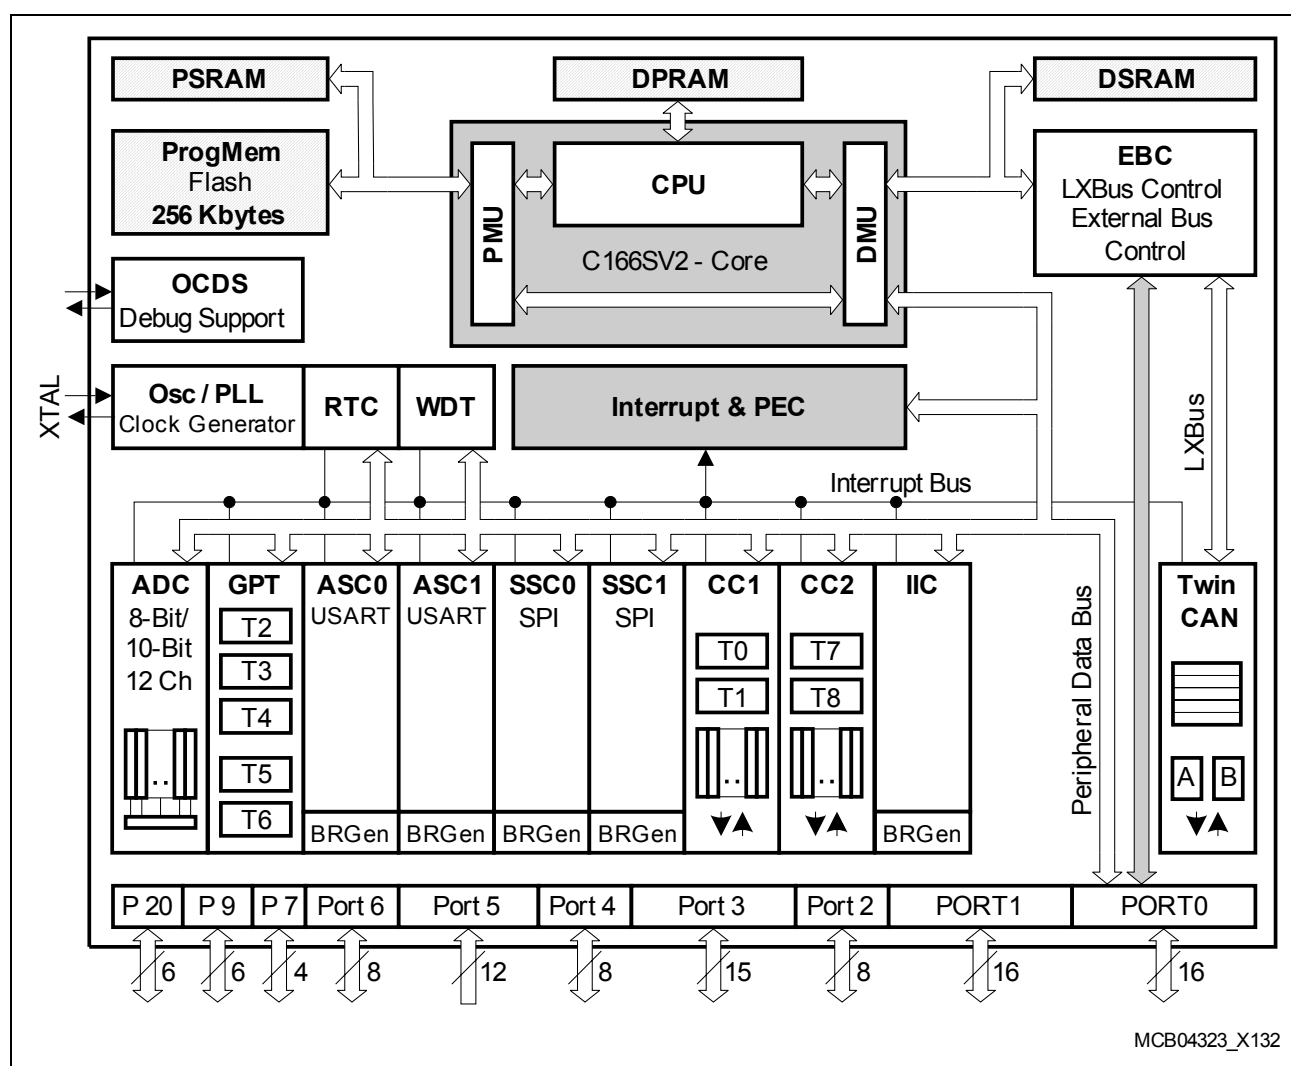 PSRAM
DPRAM
DSRAM
ProgMem
Flash
256 Kbytes
PMU
CPU
DMU
C166SV2 - Core
EBC
LXBus Control
External Bus
Control
OCDS
Debug Support
XTAL
Osc / PLL
Clock Generator
RTC
WDT
Interrupt & PEC
LXBus
Interrupt Bus
ADC
8-Bit/
10-Bit
12 Ch
GPT
T2
T3
T4
T5
T6
ASC0
USART
BRGen
ASC1
USART
BRGen
SSC0
SPI
BRGen
SSC1
SPI
BRGen
CC1
T0
T1
..
CC2
T7
T8
..
IIC
BRGen
Peripheral Data Bus
Twin
CAN
A
B
..
P 20
P 9
P 7
Port 6
Port 5
Port 4
Port 3
Port 2
PORT1
PORT0
6
6
4
8
12
8
15
8
16
16
MCB04323_X132